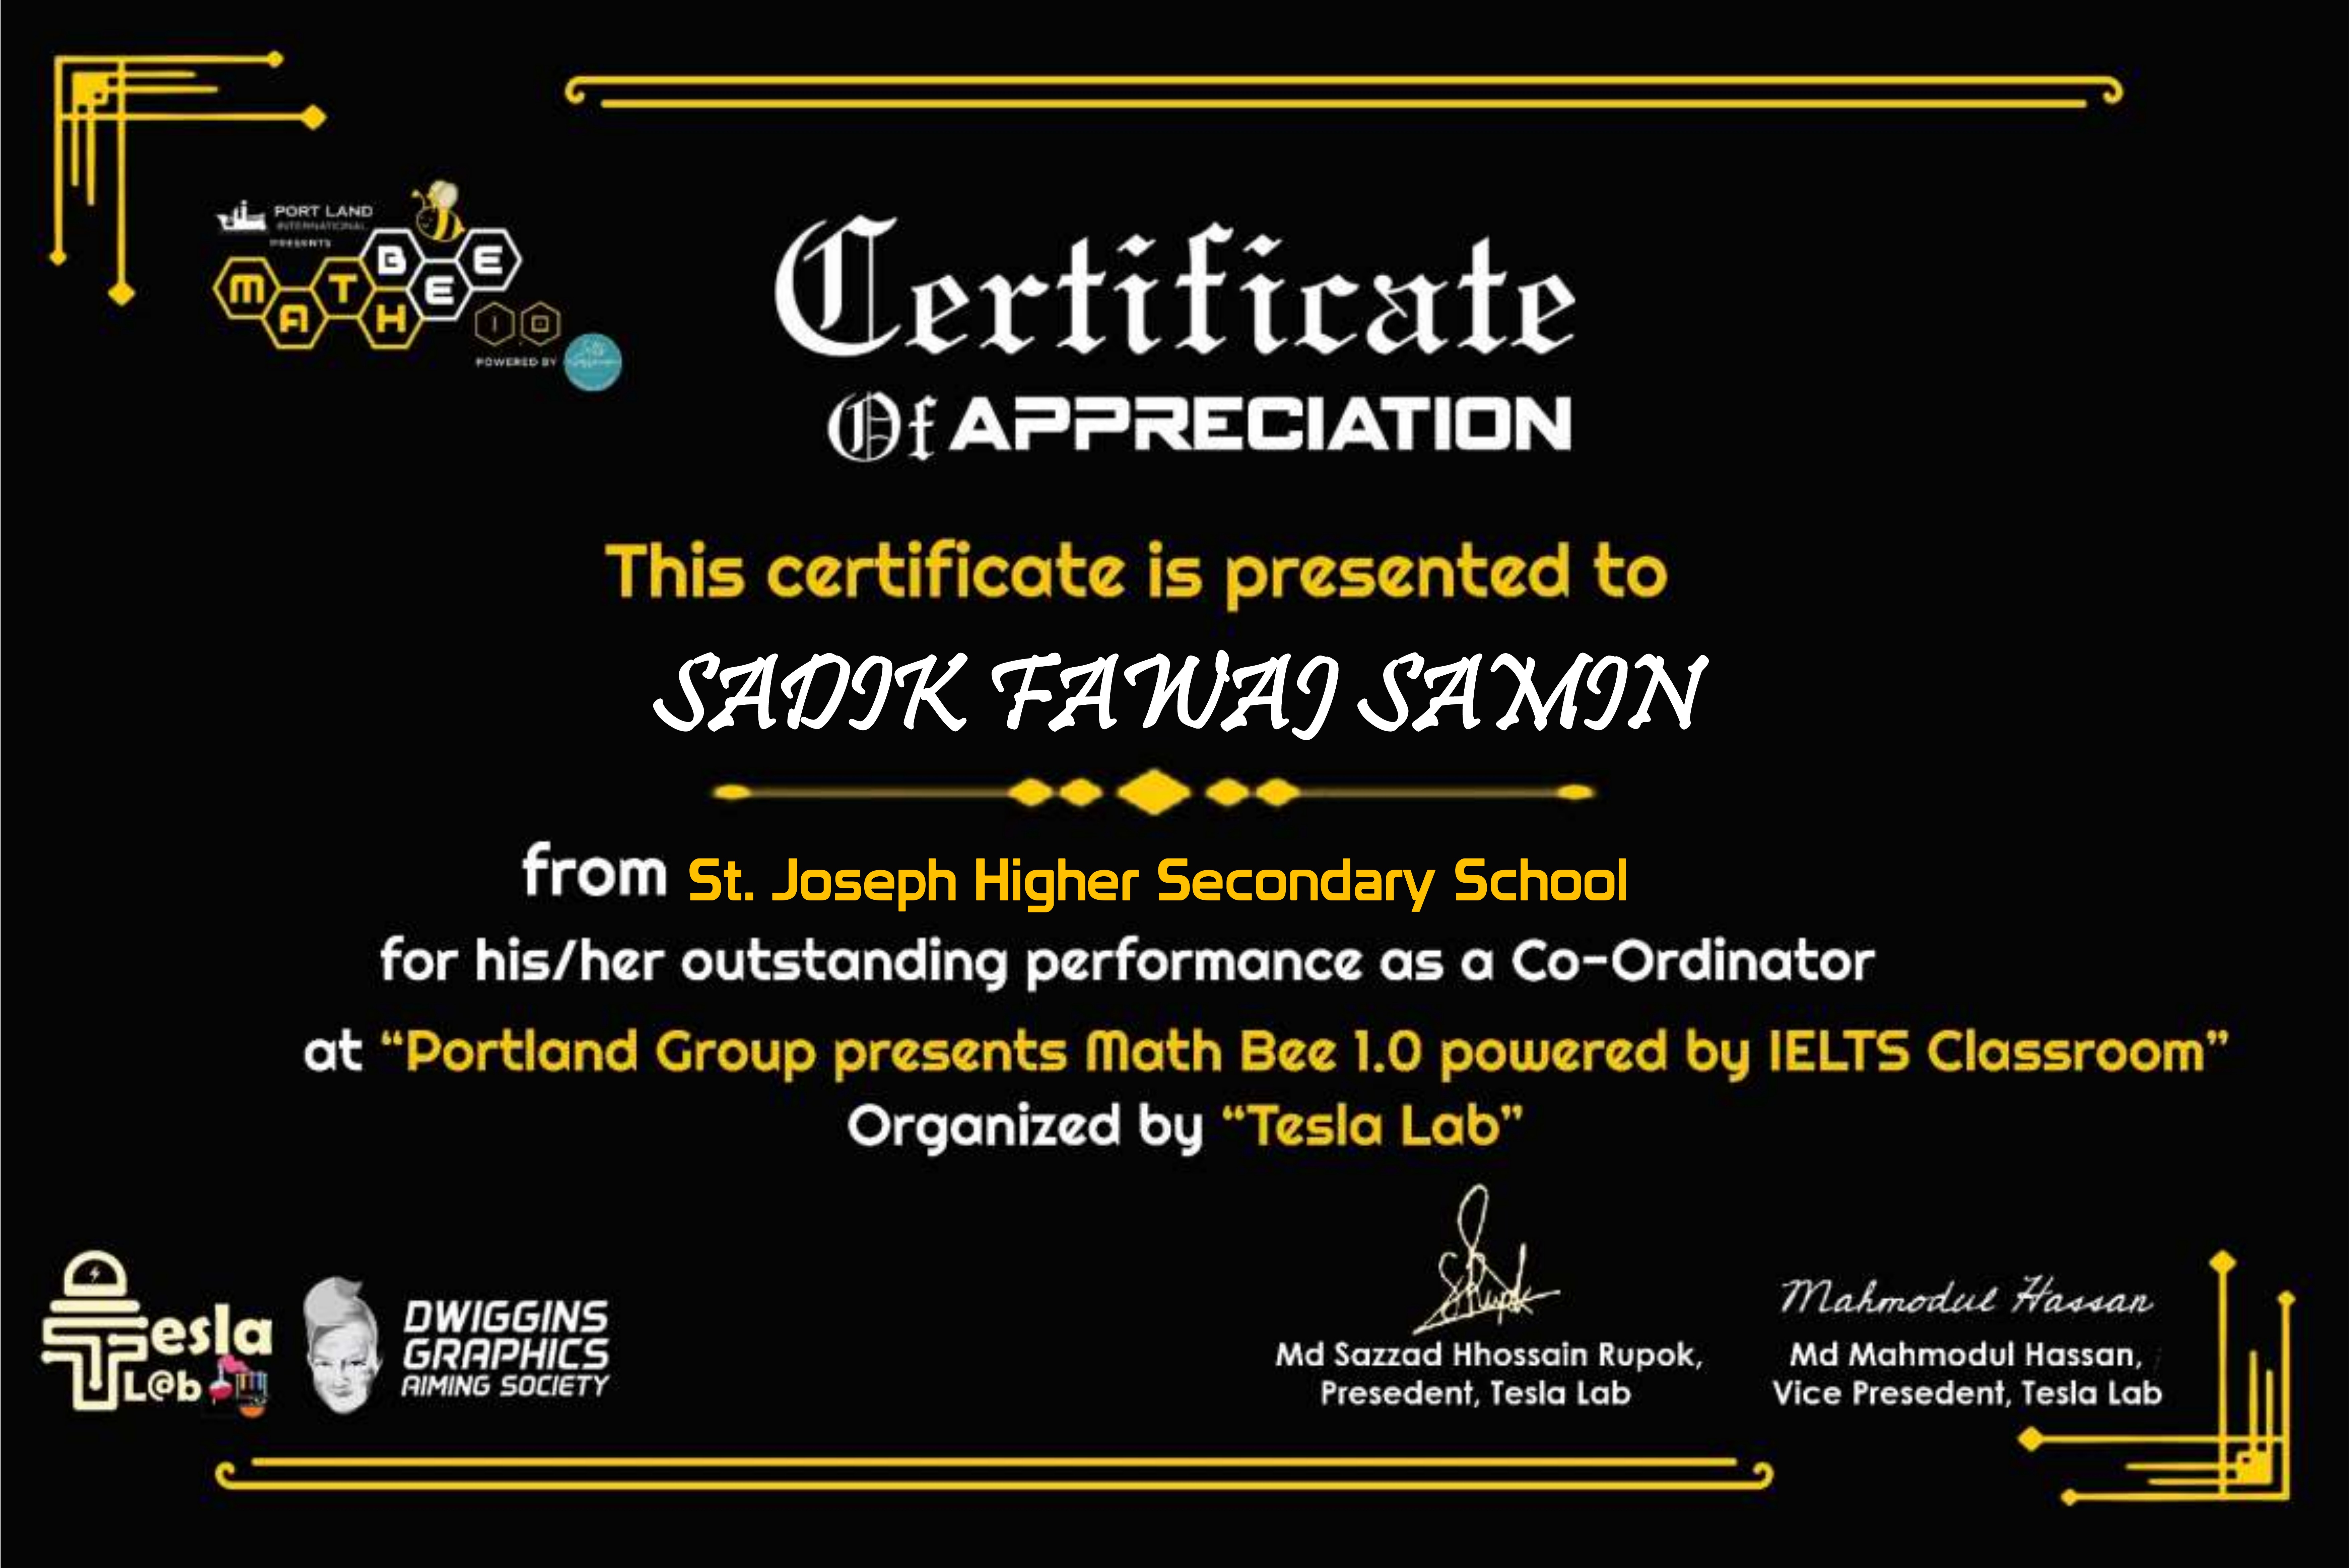 PORT LAND
INTERNATIONAL
PRESENTS
MATH BEE
1.0
POWERED BY
Certificate
Of APPRECIATION
This certificate is presented to
SADIK FAWAJ SAMIN
from St. Joseph Higher Secondary School
for his/her outstanding performance as a Co-Ordinator
at “Portland Group presents Math Bee 1.0 powered by IELTS Classroom”
Organized by “Tesla Lab”
Tesla
L@b
DWIGGINS
GRAPHICS
AIMING SOCIETY
Md Sazzad Hhossain Rupok,
Presedent, Tesla Lab
Mahmodul Hassan
Md Mahmodul Hassan,
Vice Presedent, Tesla Lab